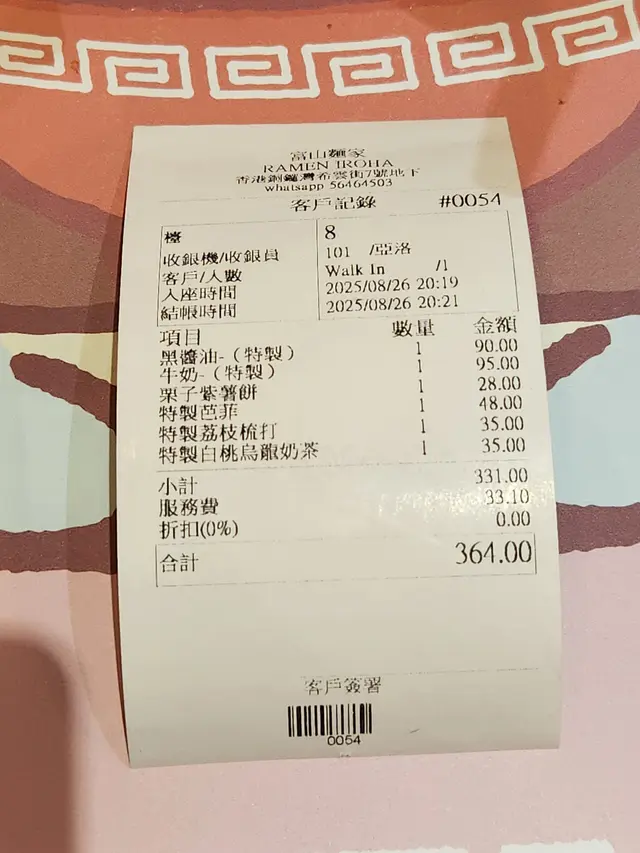 富山麵家
RAMEN IROHA
香港銅鑼灣希雲街7號地下
whatsapp 56464503
客戶記錄 #0054
檯 8
收銀機/收銀員 101 /亞洛
客戶/人數 Walk In /1
入座時間 2025/08/26 20:19
結帳時間 2025/08/26 20:21
項目 數量 金額
黑醬油-（特製） 1 90.00
牛奶-（特製） 1 95.00
栗子紫薯餅 1 28.00
特製芭菲 1 48.00
特製荔枝梳打 1 35.00
特製白桃烏龍奶茶 1 35.00
小計 331.00
服務費 33.10
折扣(0%) 0.00
合計 364.00
客戶簽署
0054